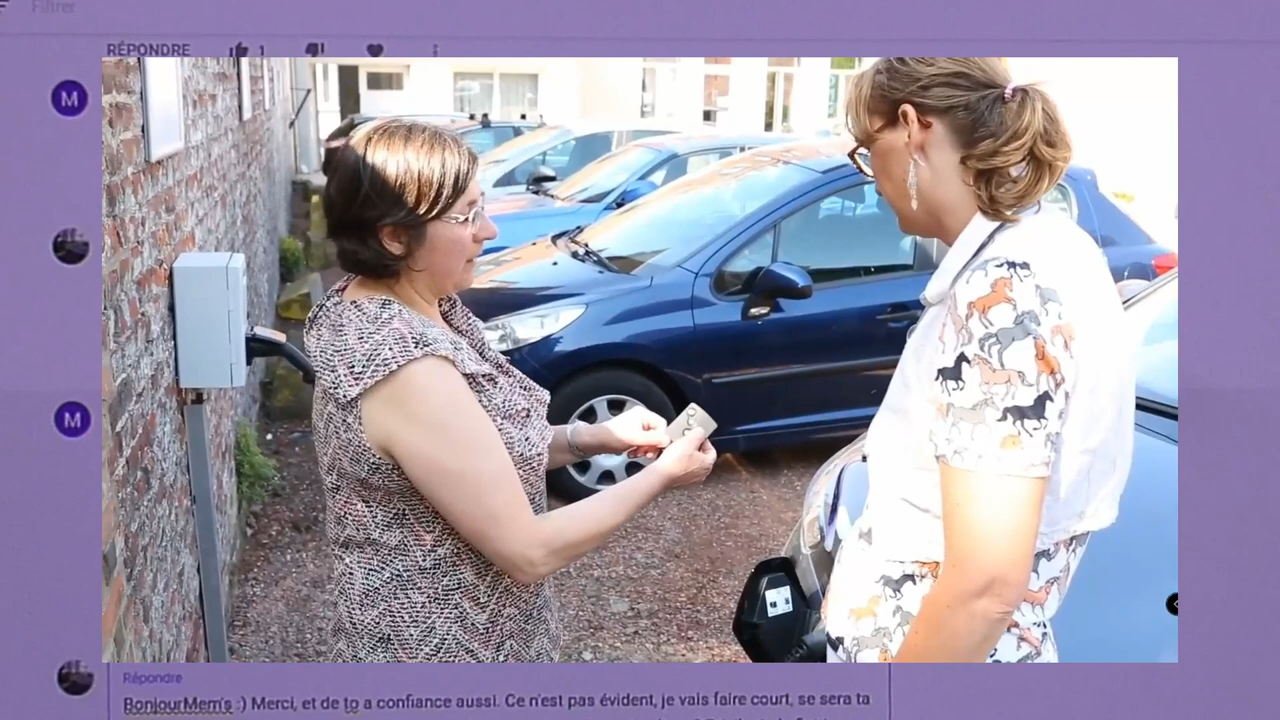 Filtrer
RÉPONDRE 1
M
M
Répondre
BonjourMem's :) Merci, et de to a confiance aussi. Ce n'est pas évident, je vais faire court, se sera ta